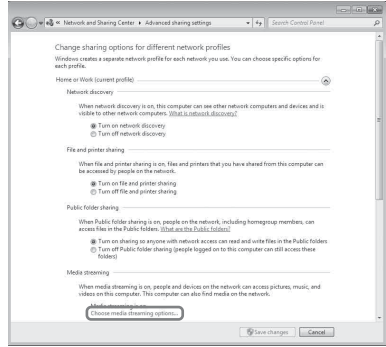 « Network and Sharing Center ▸ Advanced sharing settings
Search Control Panel
Change sharing options for different network profiles
Windows creates a separate network profile for each network you use. You can choose specific options for
each profile.
Home or Work (current profile)
Network discovery
When network discovery is on, this computer can see other network computers and devices and is
visible to other network computers. What is network discovery?
Turn on network discovery
Turn off network discovery
File and printer sharing
When file and printer sharing is on, files and printers that you have shared from this computer can
be accessed by people on the network.
Turn on file and printer sharing
Turn off file and printer sharing
Public folder sharing
When Public folder sharing is on, people on the network, including homegroup members, can
access files in the Public folders. What are the Public folders?
Turn on sharing so anyone with network access can read and write files in the Public folders
Turn off Public folder sharing (people logged on to this computer can still access these
folders)
Media streaming
When media streaming is on, people and devices on the network can access pictures, music, and
videos on this computer. This computer can also find media on the network.
Media streaming is on
Choose media streaming options...
Save changes
Cancel